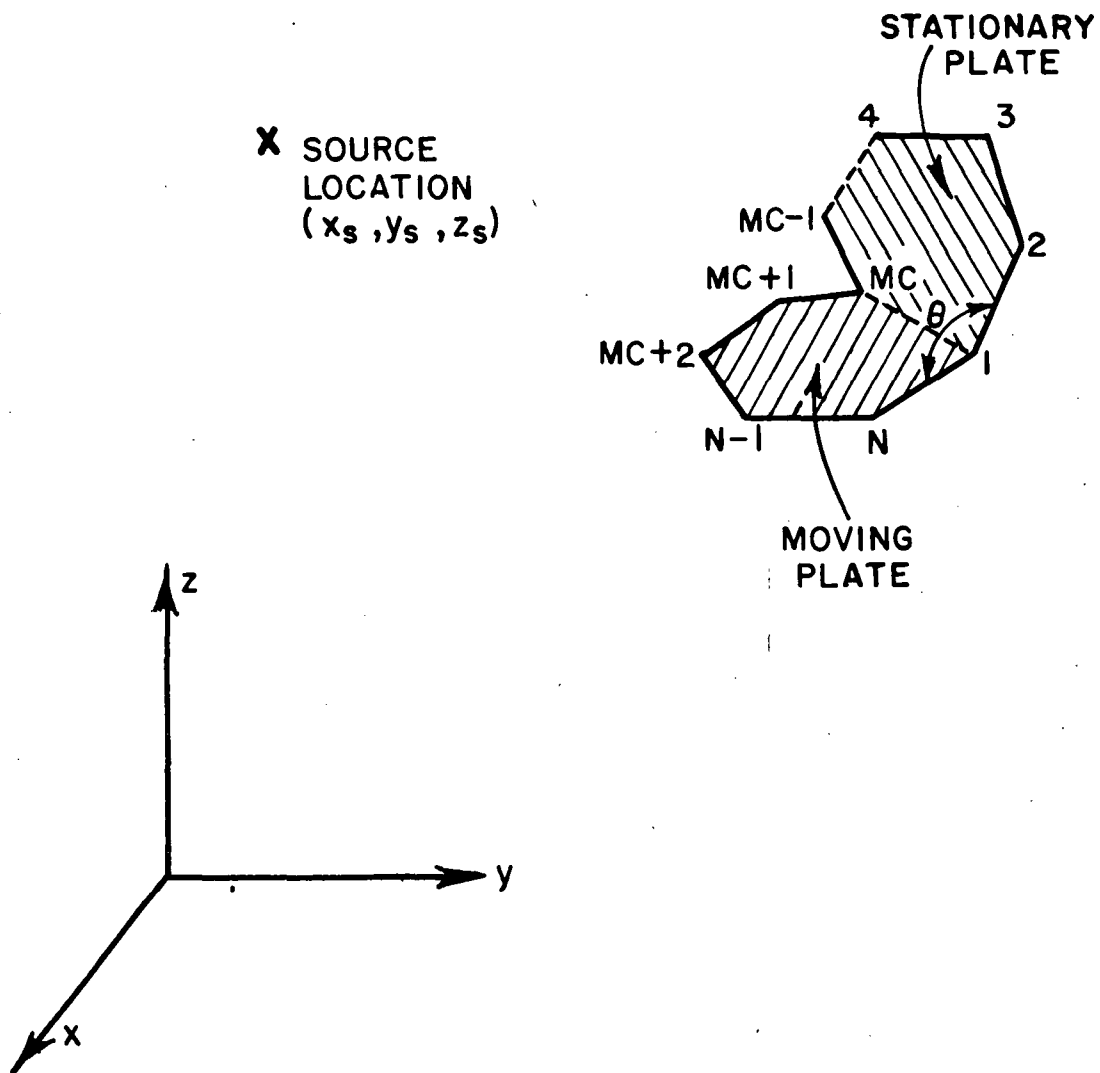 STATIONARY
PLATE
4
3
X SOURCE
LOCATION
(xs, ys, zs)
MC-1
2
MC+1
MC
θ
MC+2
1
N-1
N
MOVING
PLATE
z
y
x